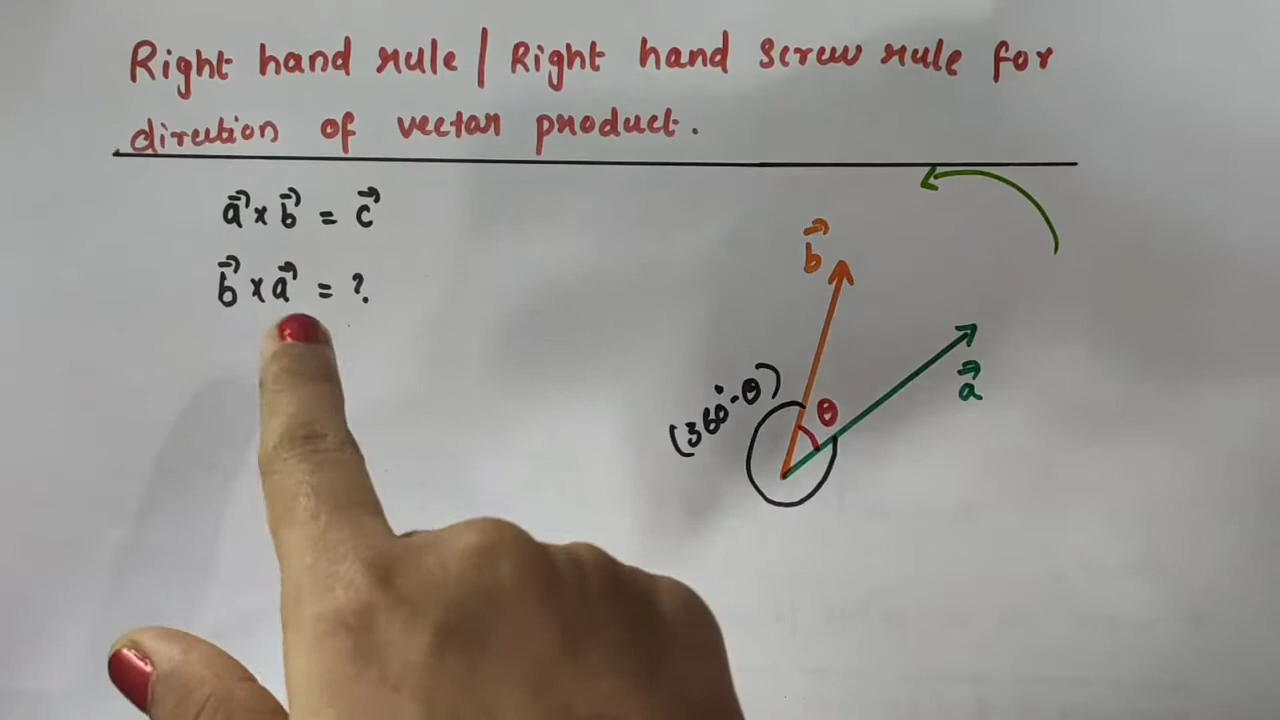 Right hand rule | Right hand screw rule for
direction of vector product.
a⃗ × b⃗ = c⃗
b⃗ × a⃗ = ?
b⃗
a⃗
θ
(360° - θ)